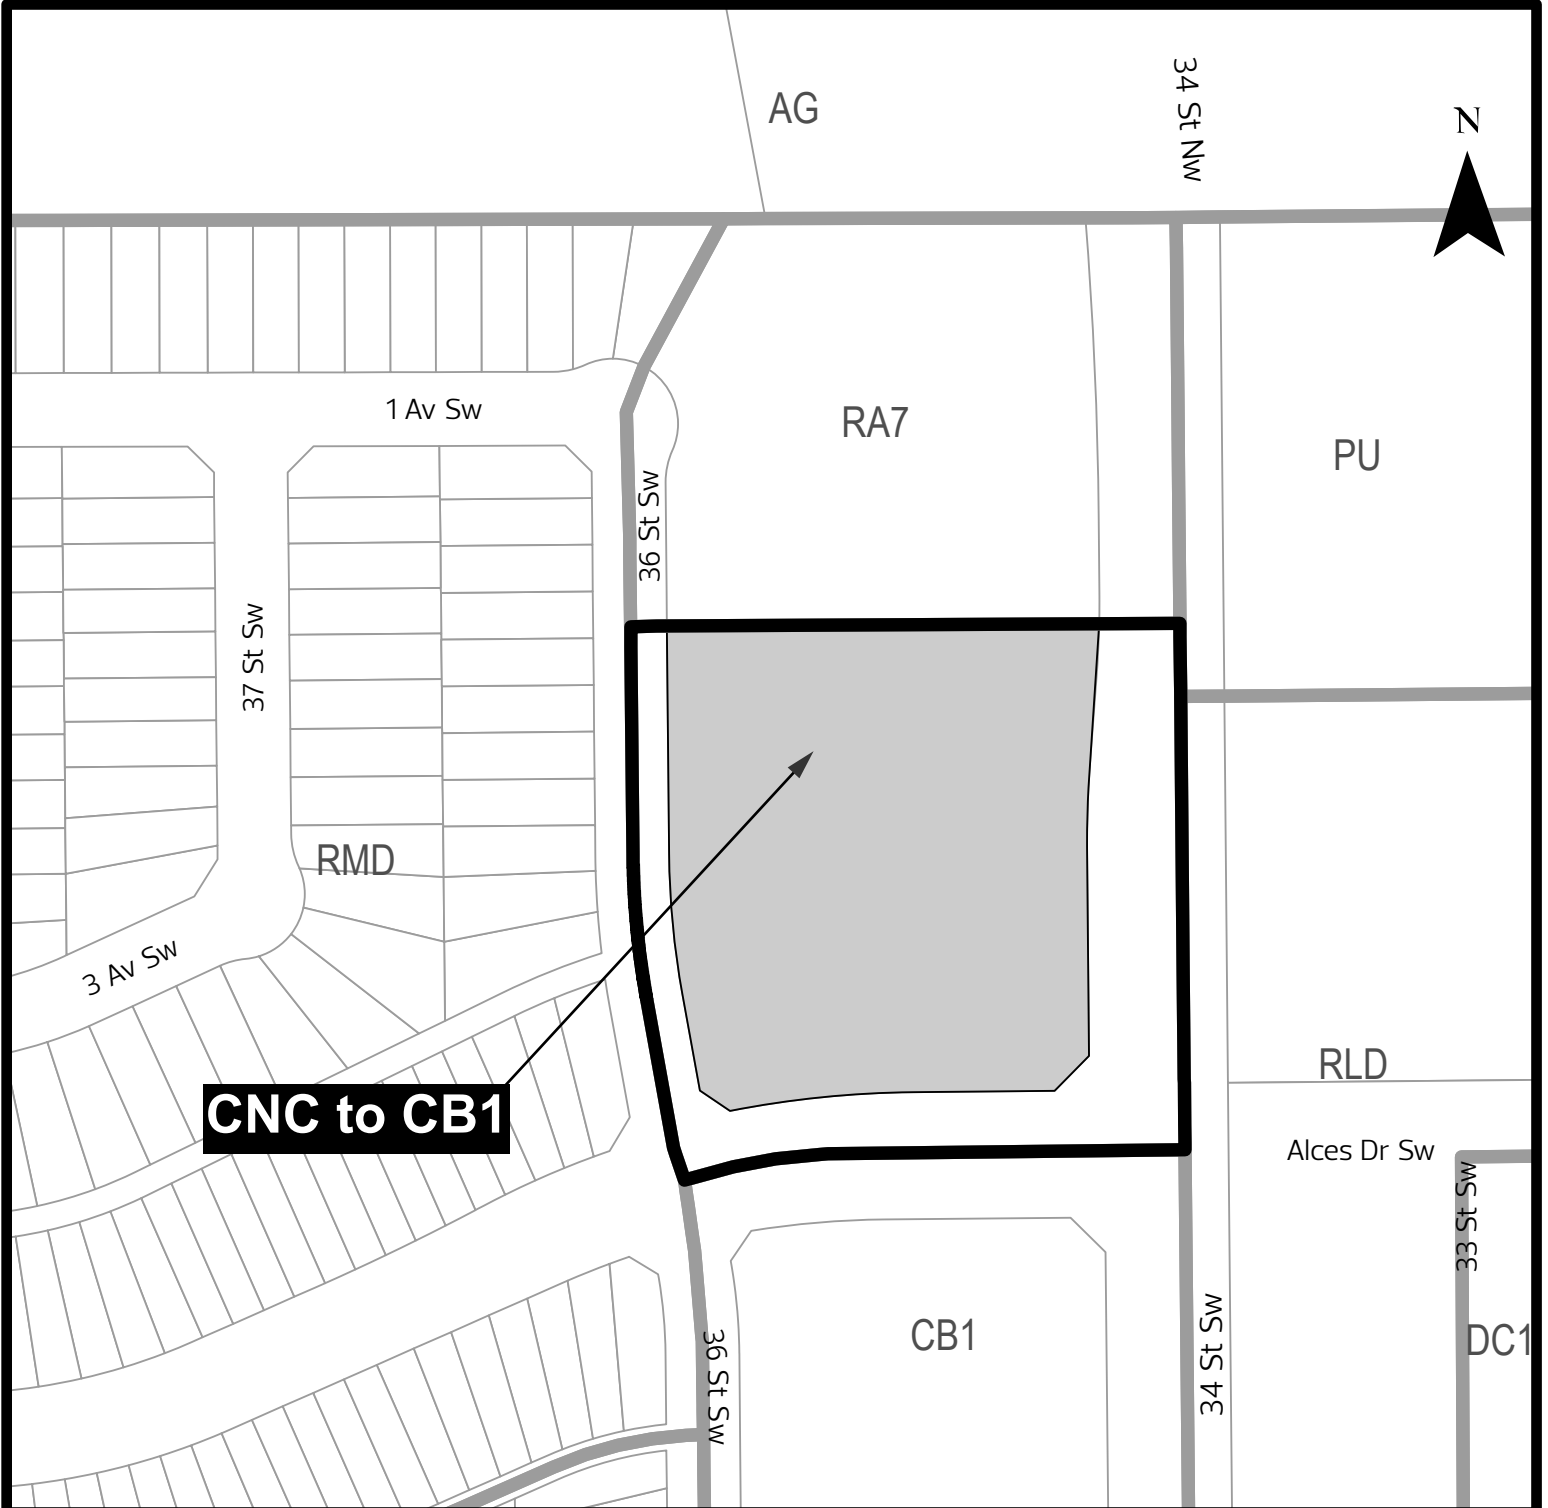 AG
34 St Nw
N
1 Av Sw
RA7
PU
36 St Sw
37 St Sw
RMD
3 Av Sw
CNC to CB1
RLD
Alces Dr Sw
33 St Sw
CB1
34 St Sw
DC1
36 St Sw